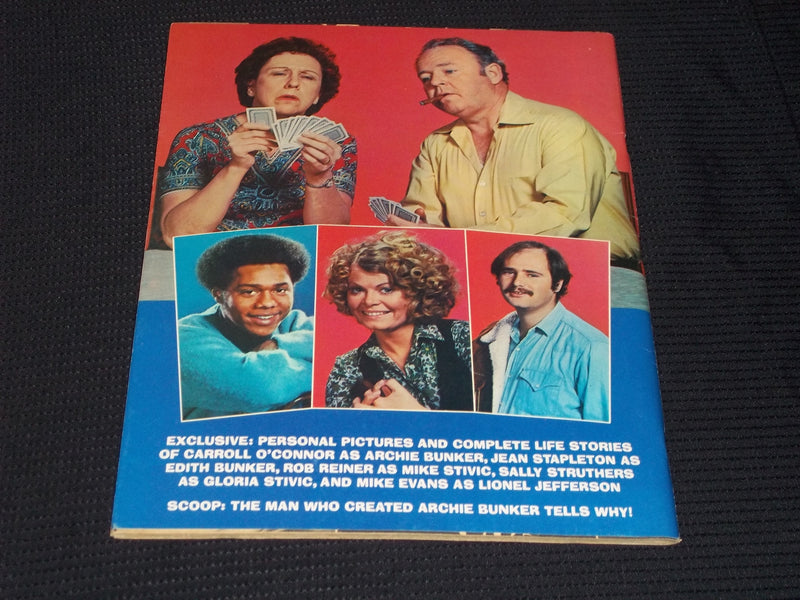 EXCLUSIVE: PERSONAL PICTURES AND COMPLETE LIFE STORIES
OF CARROLL O'CONNOR AS ARCHIE BUNKER, JEAN STAPLETON AS
EDITH BUNKER, ROB REINER AS MIKE STIVIC, SALLY STRUTHERS
AS GLORIA STIVIC, AND MIKE EVANS AS LIONEL JEFFERSON
SCOOP: THE MAN WHO CREATED ARCHIE BUNKER TELLS WHY!